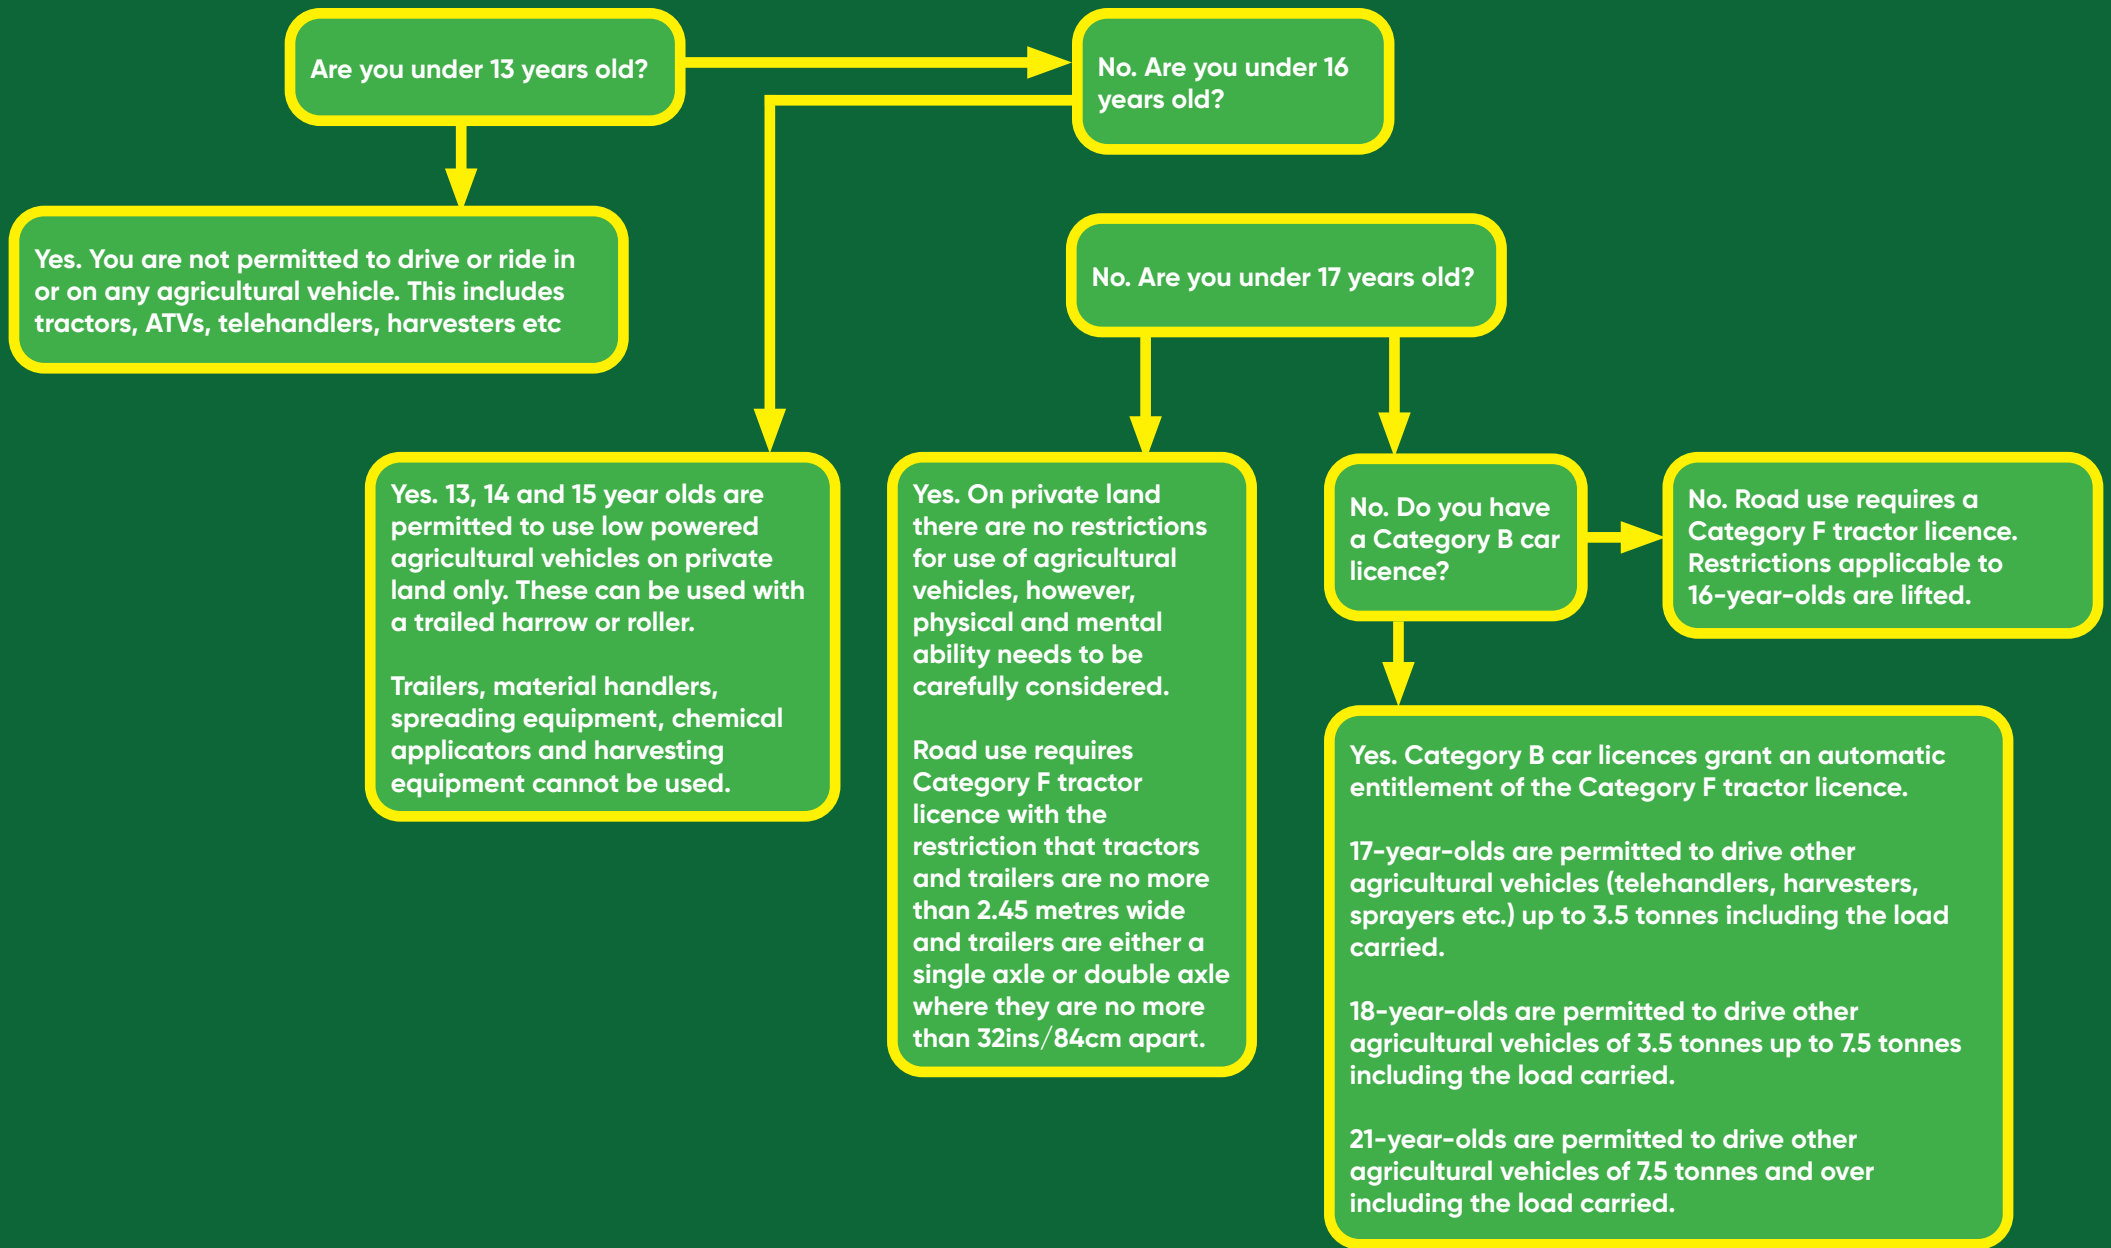 Are you under 13 years old?
No. Are you under 16
years old?
Yes. You are not permitted to drive or ride in
or on any agricultural vehicle. This includes
tractors, ATVs, telehandlers, harvesters etc
No. Are you under 17 years old?
Yes. 13, 14 and 15 year olds are
permitted to use low powered
agricultural vehicles on private
land only. These can be used with
a trailed harrow or roller.
Trailers, material handlers,
spreading equipment, chemical
applicators and harvesting
equipment cannot be used.
Yes. On private land
there are no restrictions
for use of agricultural
vehicles, however,
physical and mental
ability needs to be
carefully considered.
Road use requires
Category F tractor
licence with the
restriction that tractors
and trailers are no more
than 2.45 metres wide
and trailers are either a
single axle or double axle
where they are no more
than 32ins/84cm apart.
No. Do you have
a Category B car
licence?
No. Road use requires a
Category F tractor licence.
Restrictions applicable to
16-year-olds are lifted.
Yes. Category B car licences grant an automatic
entitlement of the Category F tractor licence.
17-year-olds are permitted to drive other
agricultural vehicles (telehandlers, harvesters,
sprayers etc.) up to 3.5 tonnes including the load
carried.
18-year-olds are permitted to drive other
agricultural vehicles of 3.5 tonnes up to 7.5 tonnes
including the load carried.
21-year-olds are permitted to drive other
agricultural vehicles of 7.5 tonnes and over
including the load carried.